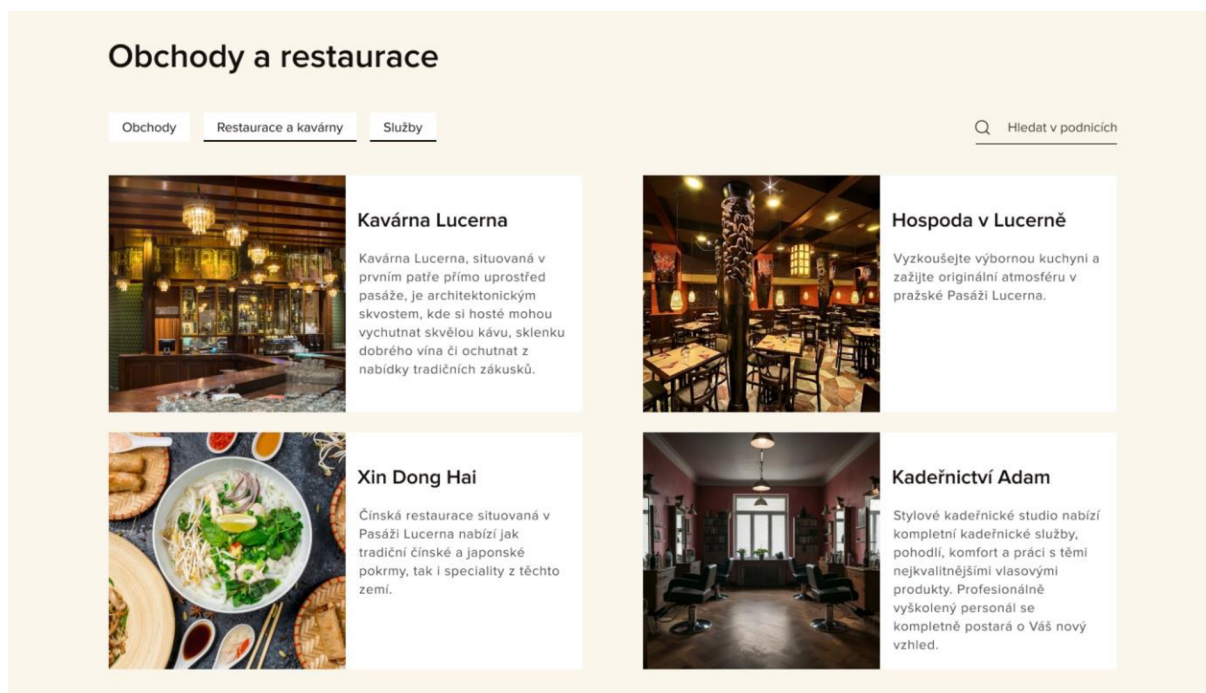 Obchody a restaurace
Obchody
Restaurace a kavárny
Služby
Hledat v podnicích
Kavárna Lucerna
Kavárna Lucerna, situovaná v
prvním patře přímo uprostřed
pasáže, je architektonickým
skvostem, kde si hosté mohou
vychutnat skvělou kávu, sklenku
dobrého vína či ochutnat z
nabídky tradičních zákusků.
Hospoda v Lucerně
Vyzkoušejte výbornou kuchyni a
zažijte originální atmosféru v
pražské Pasáži Lucerna.
Xin Dong Hai
Čínská restaurace situovaná v
Pasáži Lucerna nabízí jak
tradiční čínské a japonské
pokrmy, tak i speciality z těchto
zemí.
Kadeřnictví Adam
Stylové kadeřnické studio nabízí
kompletní kadeřnické služby,
pohodlí, komfort a práci s těmi
nejkvalitnějšími vlasovými
produkty. Profesionálně
vyškolený personál se
kompletně postará o Váš nový
vzhled.